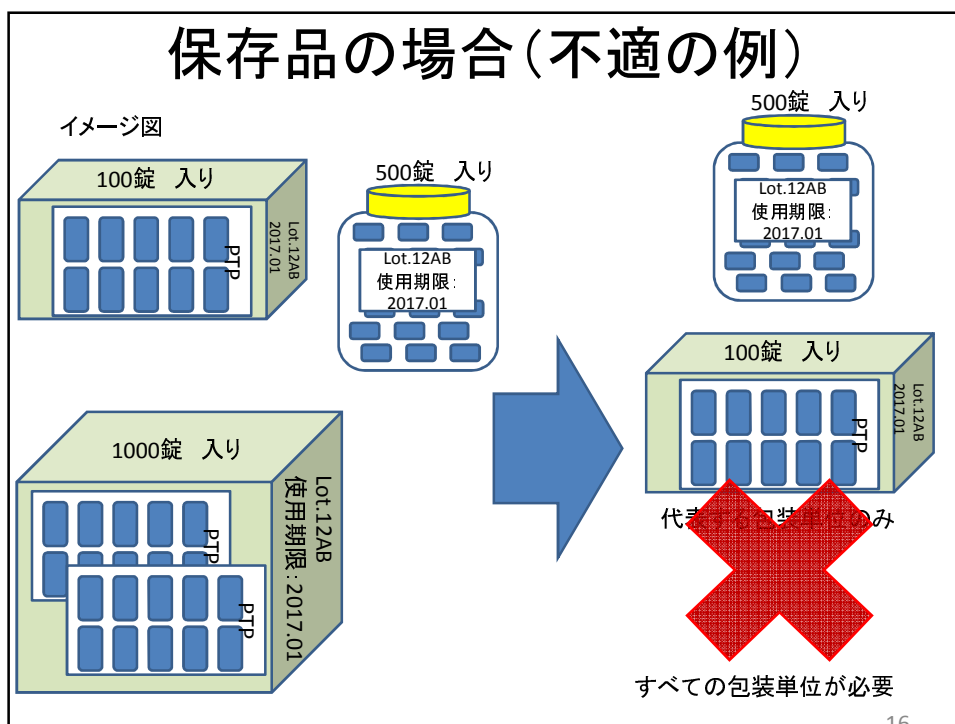 保存品の場合(不適の例)
イメージ図
100錠 入り
PTP
Lot.12AB
2017.01
500錠 入り
Lot.12AB
使用期限:
2017.01
1000錠 入り
PTP
PTP
Lot.12AB
使用期限:2017.01
500錠 入り
Lot.12AB
使用期限:
2017.01
100錠 入り
PTP
Lot.12AB
2017.01
代表する包装単位のみ
すべての包装単位が必要
16